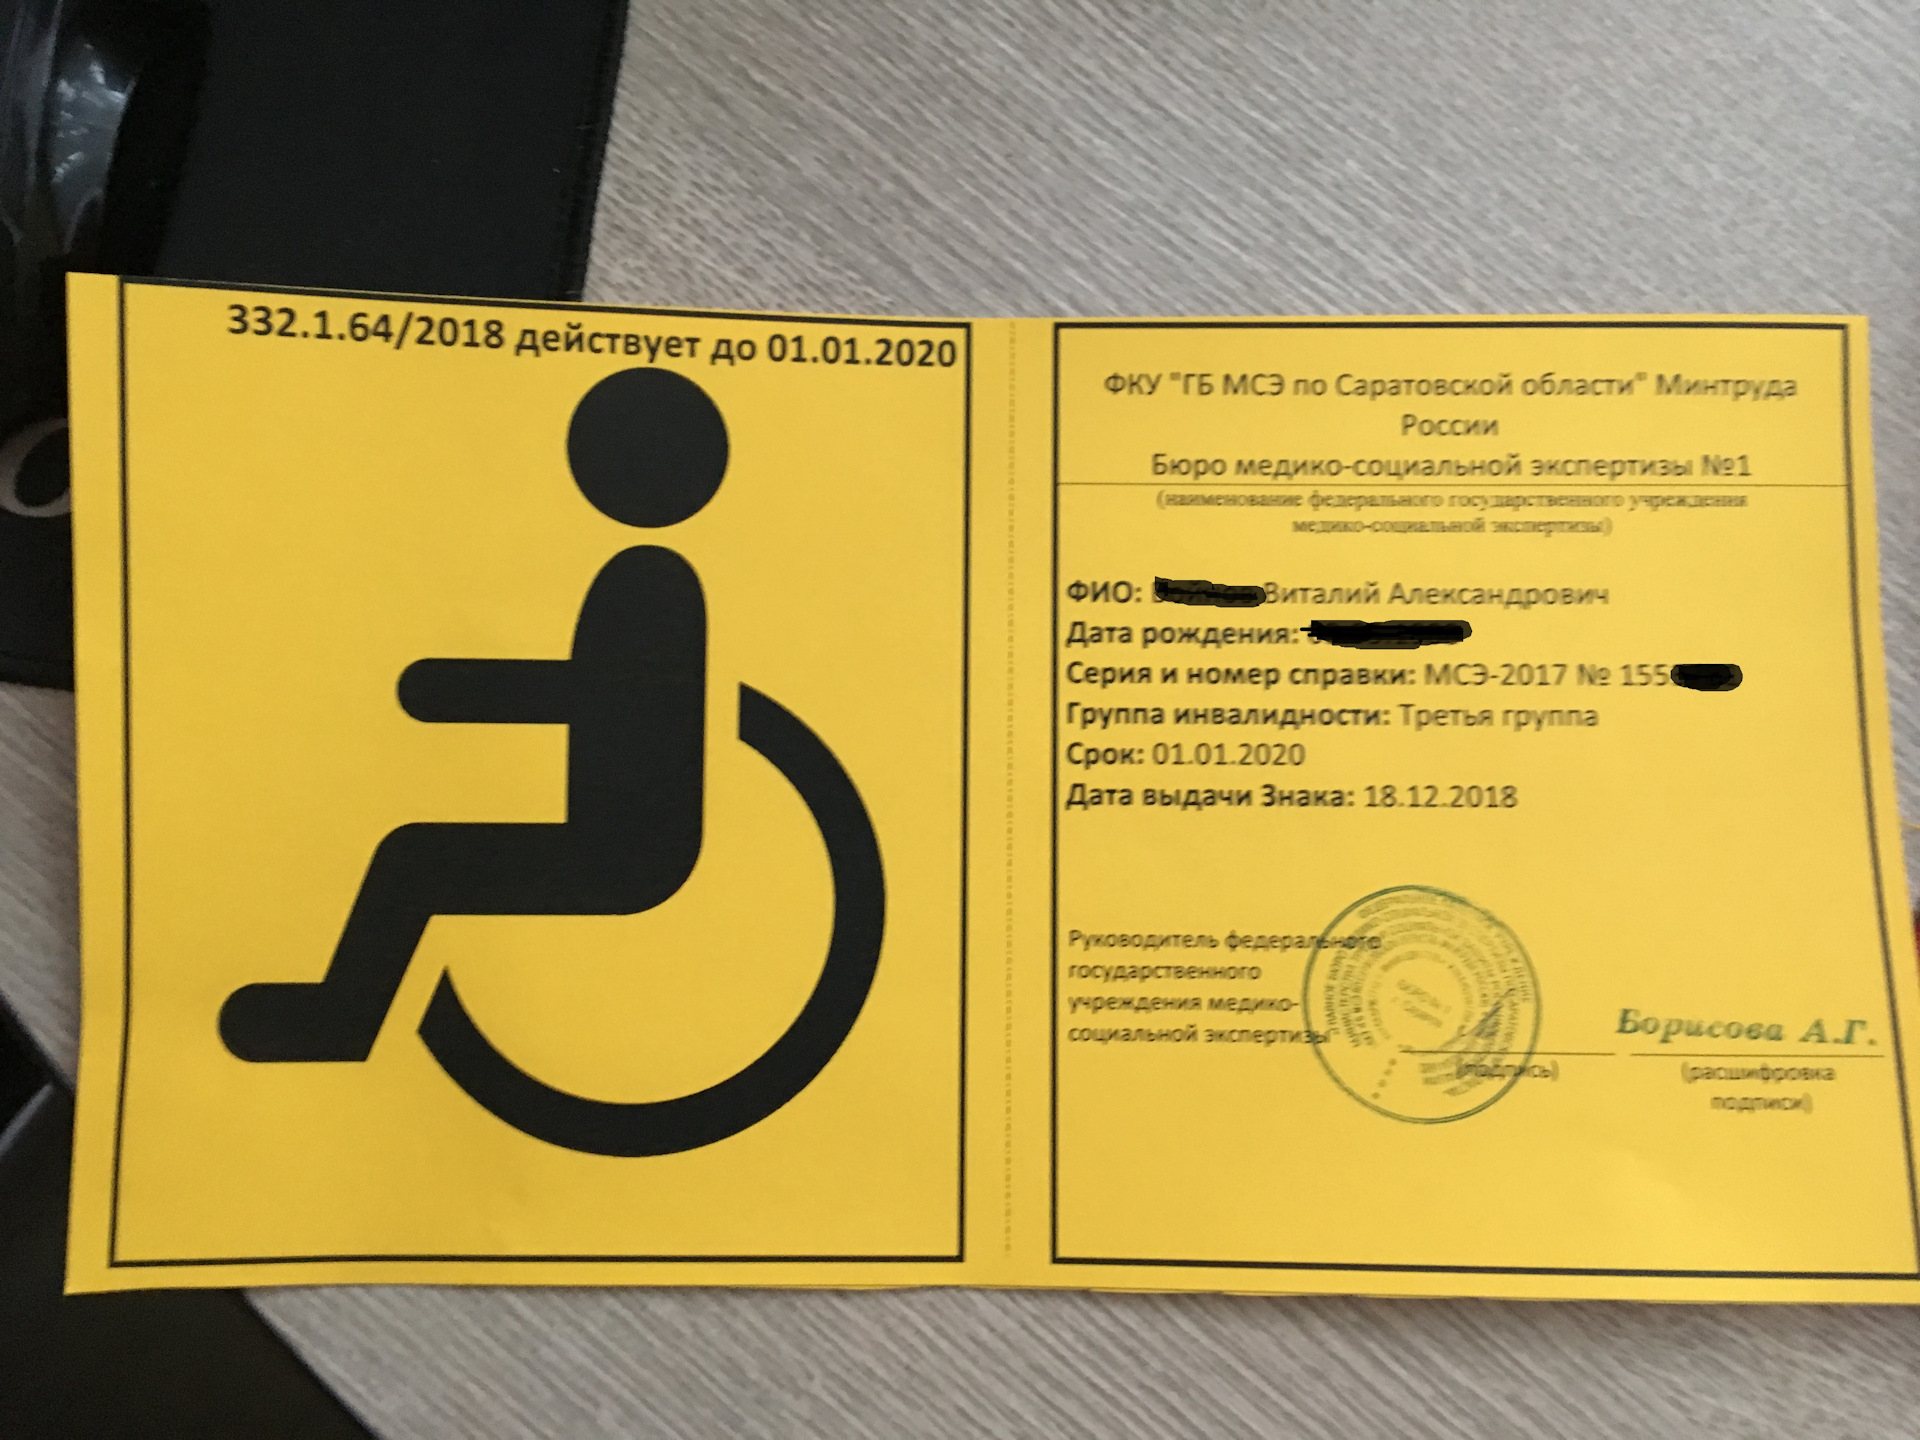 332.1.64/2018 действует до 01.01.2020
ФКУ "ГБ МСЭ по Саратовской области" Минтруда
России
Бюро медико-социальной экспертизы №1
(наименование федерального государственного учреждения
медико-социальной экспертизы)
ФИО: Виталий Александрович
Дата рождения:
Серия и номер справки: МСЭ-2017 № 155
Группа инвалидности: Третья группа
Срок: 01.01.2020
Дата выдачи Знака: 18.12.2018
Руководитель федерального
государственного
учреждения медико-
социальной экспертизы
Борисова А.Г.
(подпись)
(расшифровка
подписи)